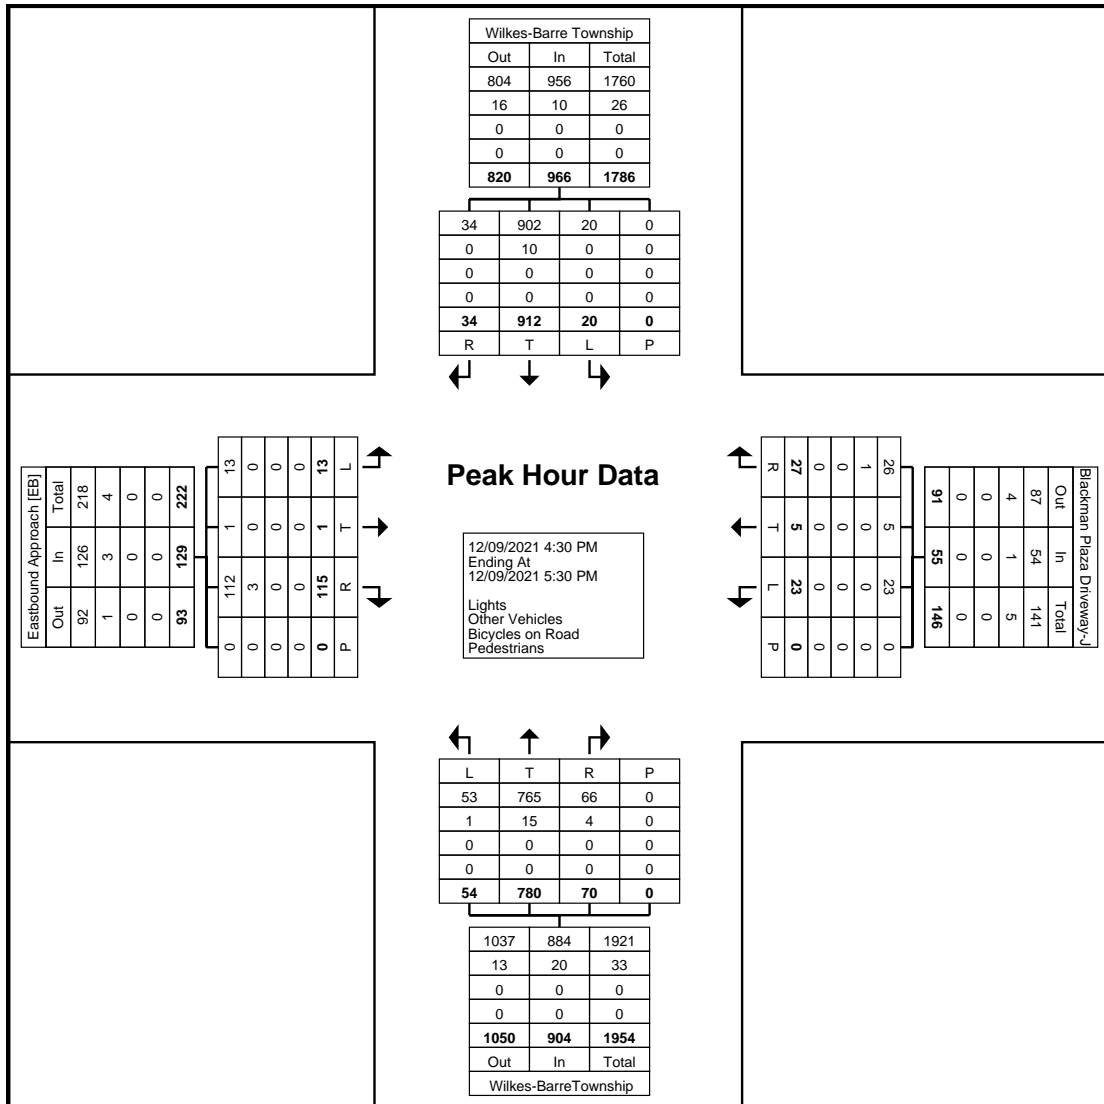 Wilkes-Barre Township
Out In Total
804 956 1760
16 10 26
0 0 0
0 0 0
820 966 1786
34 902 20 0
0 10 0 0
0 0 0 0
0 0 0 0
34 912 20 0
R T L P
Eastbound Approach [EB]
Out In Total
92 126 218
1 3 4
0 0 0
0 0 0
93 129 222
0 112 1 13
0 3 0 0
0 0 0 0
0 0 0 0
0 115 1 13
P R T L
Peak Hour Data
12/09/2021 4:30 PM
Ending At
12/09/2021 5:30 PM
Lights
Other Vehicles
Bicycles on Road
Pedestrians
Blackman Plaza Driveway-J
Out In Total
87 54 141
4 1 5
0 0 0
0 0 0
91 55 146
26 5 23 0
1 0 0 0
0 0 0 0
0 0 0 0
27 5 23 0
R T L P
L T R P
53 765 66 0
1 15 4 0
0 0 0 0
0 0 0 0
54 780 70 0
1037 884 1921
13 20 33
0 0 0
0 0 0
1050 904 1954
Out In Total
Wilkes-BarreTownship